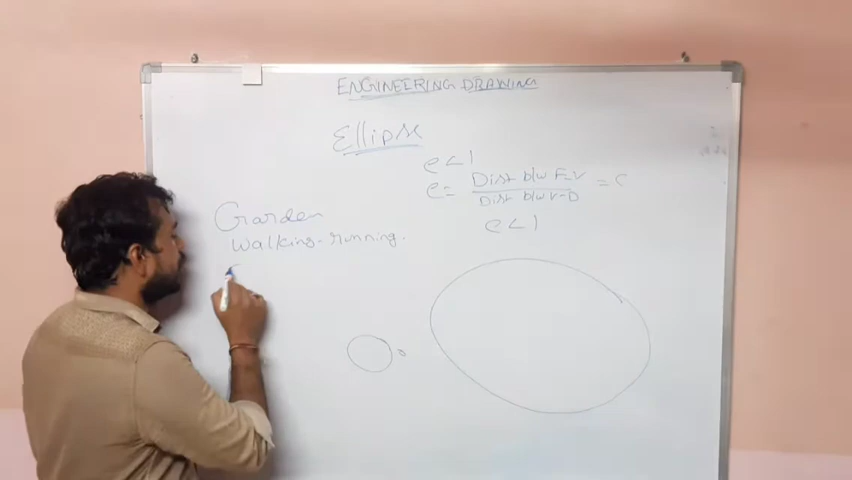 ENGINEERING DRAWING
Ellipse
e < 1
e = Dist b/w F-V / Dist b/w V-D =
e < 1
Garden
Walking-running.